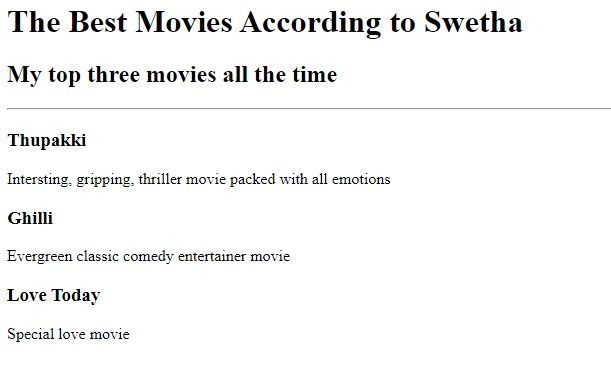 The Best Movies According to Swetha
My top three movies all the time
Thupakki
Intersting, gripping, thriller movie packed with all emotions
Ghilli
Evergreen classic comedy entertainer movie
Love Today
Special love movie